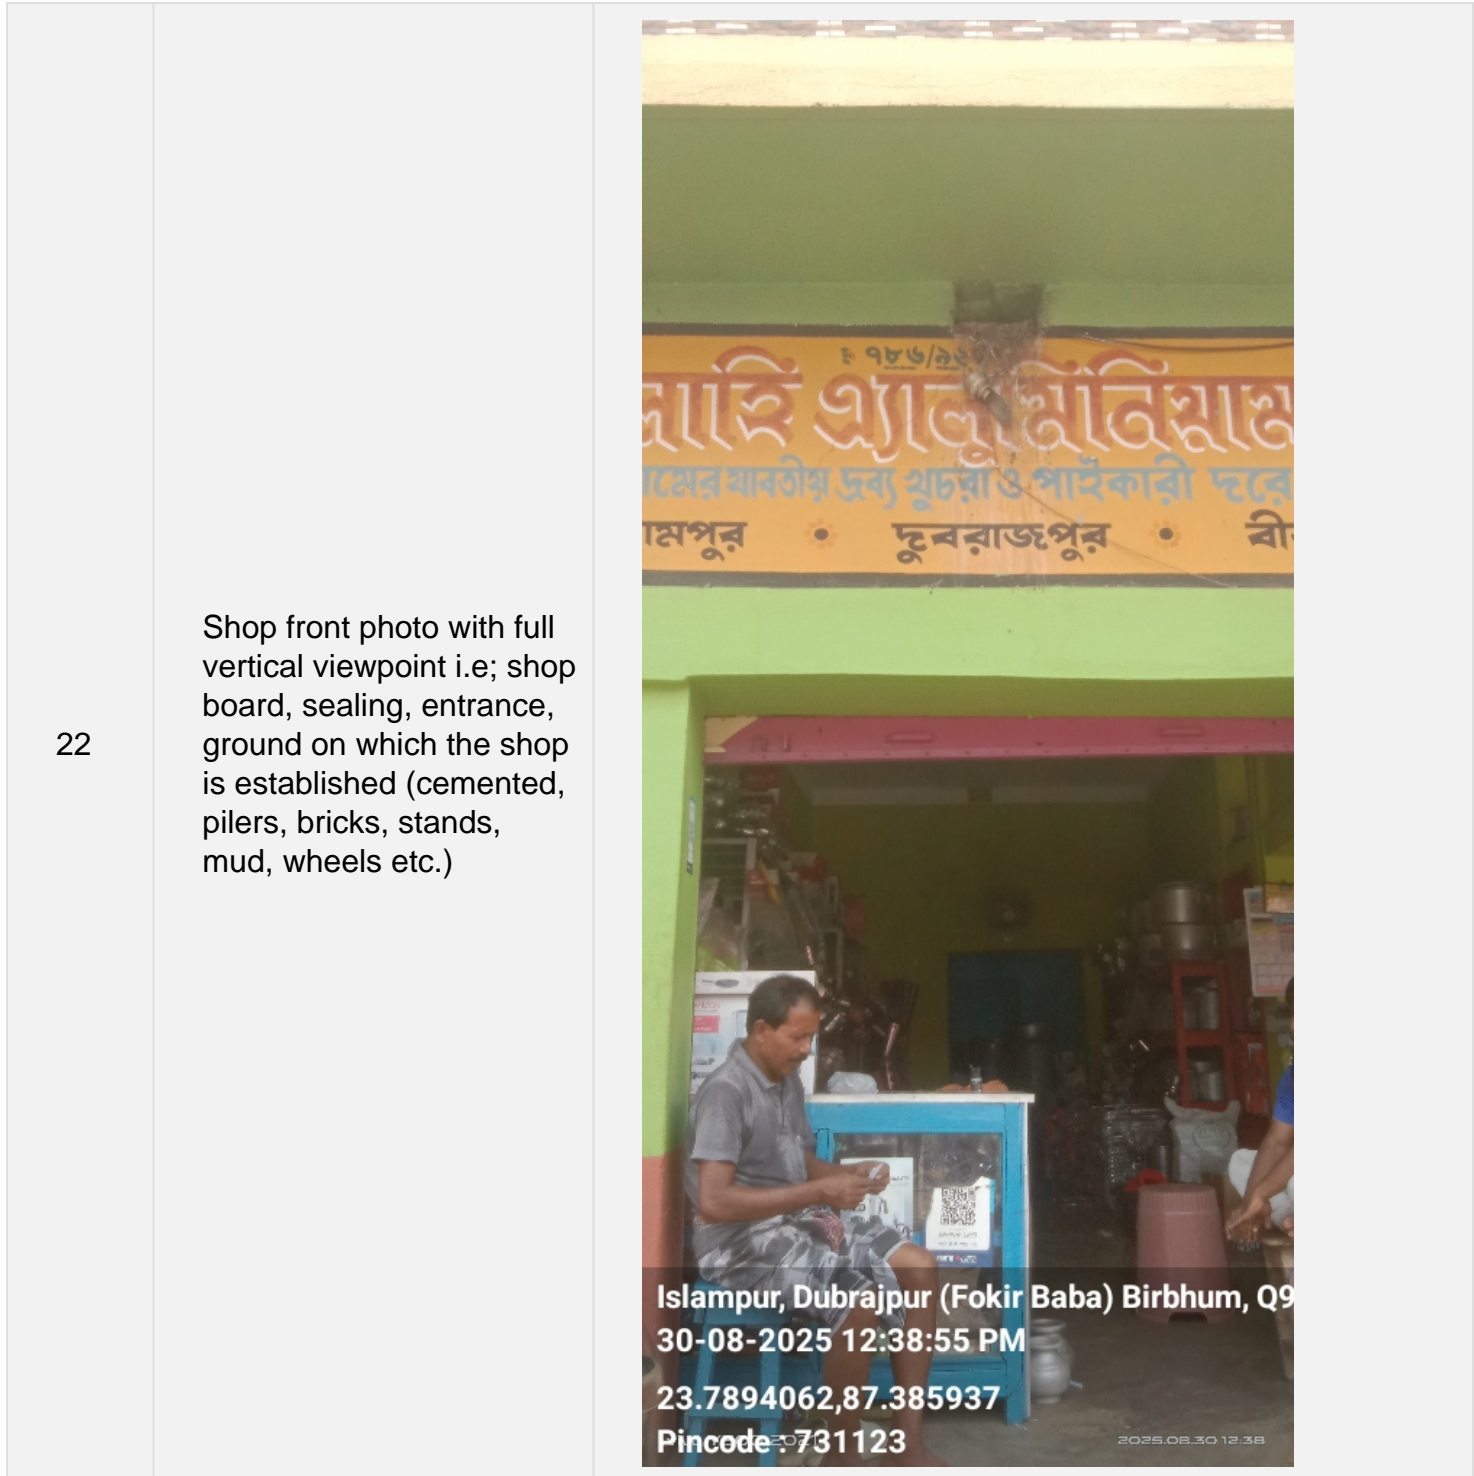 22
Shop front photo with full
vertical viewpoint i.e; shop
board, sealing, entrance,
ground on which the shop
is established (cemented,
pilers, bricks, stands,
mud, wheels etc.)
৭৮৬/৯২
লাহি এ্যালুমিনিয়াম
মের যাবতীয় দ্রব্য খুচরা ও পাইকারী দরে
ামপুর • দুবরাজপুর • বী
Islampur, Dubrajpur (Fokir Baba) Birbhum, Q9
30-08-2025 12:38:55 PM
23.7894062,87.385937
Pincode : 731123
2025.08.30 12:38